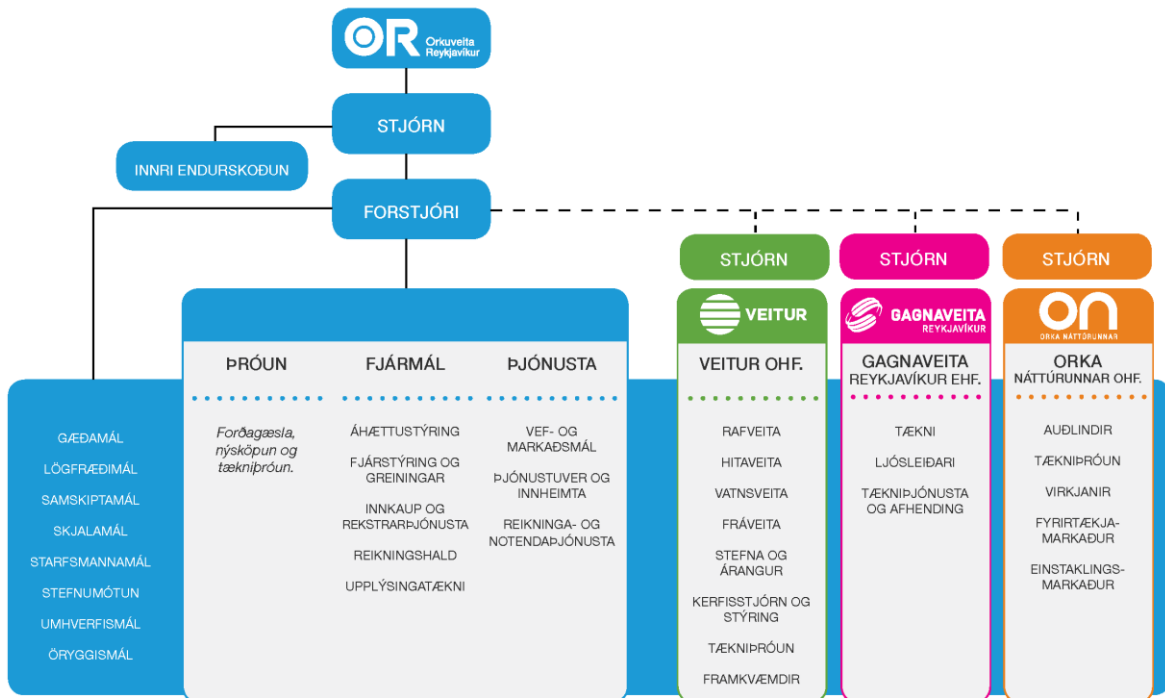 OR Orkuveita
Reykjavíkur
STJÓRN
INNRI ENDURSKOÐUN
FORSTJÓRI
GÆÐAMÁL
LÖGFRÆÐIMÁL
SAMSKIPTAMÁL
SKJALAMÁL
STARFSMANNAMÁL
STEFNUMÓTUN
UMHVERFISMÁL
ÖRYGGISMÁL
ÞRÓUN
Forðagæsla,
nýsköpun og
tækniþróun.
FJÁRMÁL
ÁHÆTTUSTÝRING
FJÁRSTÝRING OG
GREININGAR
INNKAUP OG
REKSTRARÞJÓNUSTA
REIKNINGSHALD
UPPLÝSINGATÆKNI
ÞJÓNUSTA
VEF- OG
MARKAÐSMÁL
ÞJÓNUSTUVER OG
INNHEIMTA
REIKNINGA- OG
NOTENDAÞJÓNUSTA
STJÓRN
VEITUR
VEITUR OHF.
RAFVEITA
HITAVEITA
VATNSVEITA
FRÁVEITA
STEFNA OG
ÁRANGUR
KERFISSTJÓRN OG
STÝRING
TÆKNIÞRÓUN
FRAMKVÆMDIR
STJÓRN
GAGNAVEITA
REYKJAVÍKUR
GAGNAVEITA
REYKJAVÍKUR EHF.
TÆKNI
LJÓSLEIÐARI
TÆKNIÞJÓNUSTA
OG AFHENDING
STJÓRN
on
ORKA NÁTTÚRUNNAR
ORKA
NÁTTÚRUNNAR OHF.
AUÐLINDIR
TÆKNIÞRÓUN
VIRKJANIR
FYRIRTÆKJA-
MARKAÐUR
EINSTAKLINGS-
MARKAÐUR